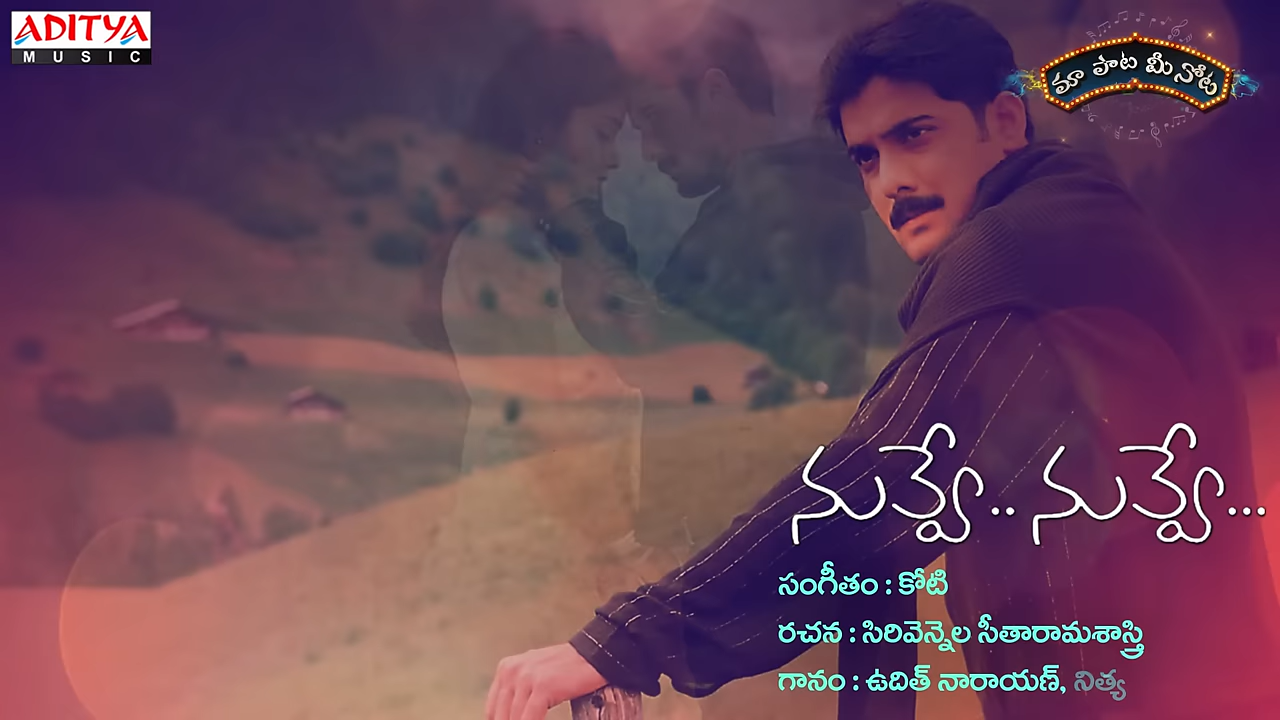 ADITYA
MUSIC
మా పాట మీ నోట
నువ్వే.. నువ్వే...
సంగీతం : కోటి
రచన : సిరివెన్నెల సీతారామశాస్త్రి
గానం : ఉదిత్ నారాయణ్, నిత్య